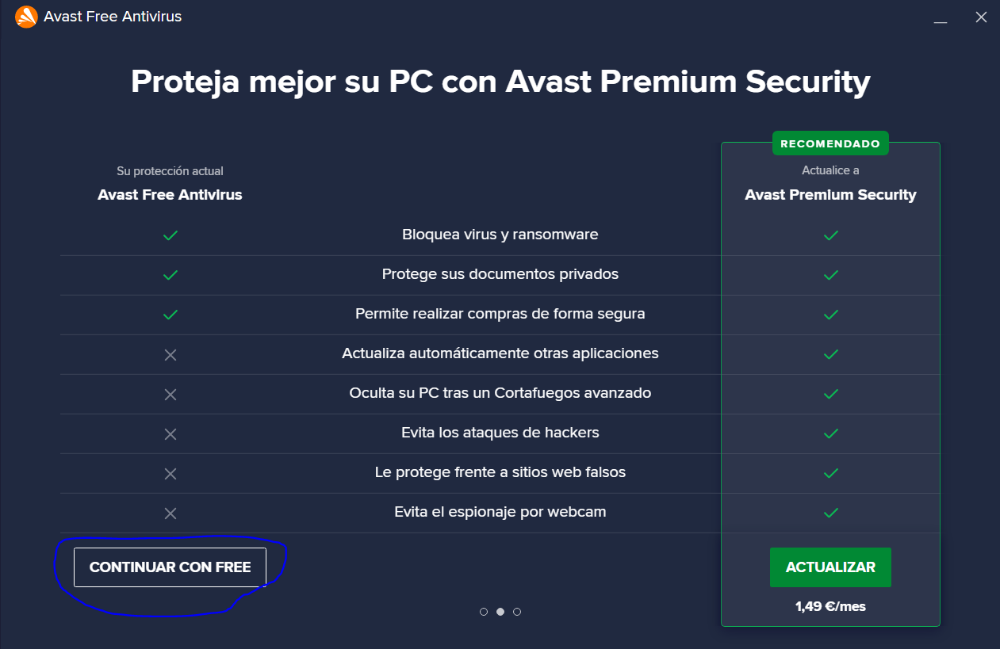 Avast Free Antivirus
Proteja mejor su PC con Avast Premium Security
RECOMENDADO
Su protección actual
Actualice a
Avast Free Antivirus
Avast Premium Security
Bloquea virus y ransomware
Protege sus documentos privados
Permite realizar compras de forma segura
Actualiza automáticamente otras aplicaciones
Oculta su PC tras un Cortafuegos avanzado
Evita los ataques de hackers
Le protege frente a sitios web falsos
Evita el espionaje por webcam
CONTINUAR CON FREE
ACTUALIZAR
1,49 €/mes